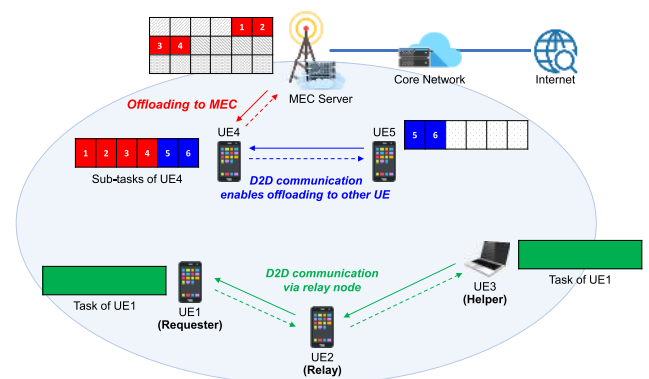 1 2
3 4
MEC Server
Core Network
Internet
Offloading to MEC
UE4
UE5
1 2 3 4 5 6
5 6
Sub-tasks of UE4
D2D communication
enables offloading to other UE
D2D communication
via relay node
Task of UE1
UE1
(Requester)
UE2
(Relay)
UE3
(Helper)
Task of UE1